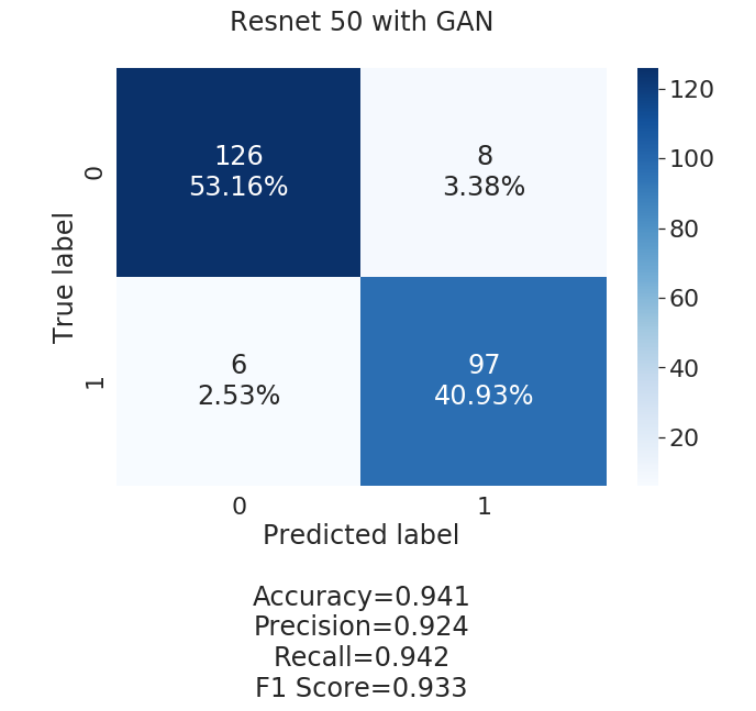 Resnet 50 with GAN
126
53.16%
8
3.38%
6
2.53%
97
40.93%
0
1
True label
0
1
Predicted label
120
100
80
60
40
20
Accuracy=0.941
Precision=0.924
Recall=0.942
F1 Score=0.933